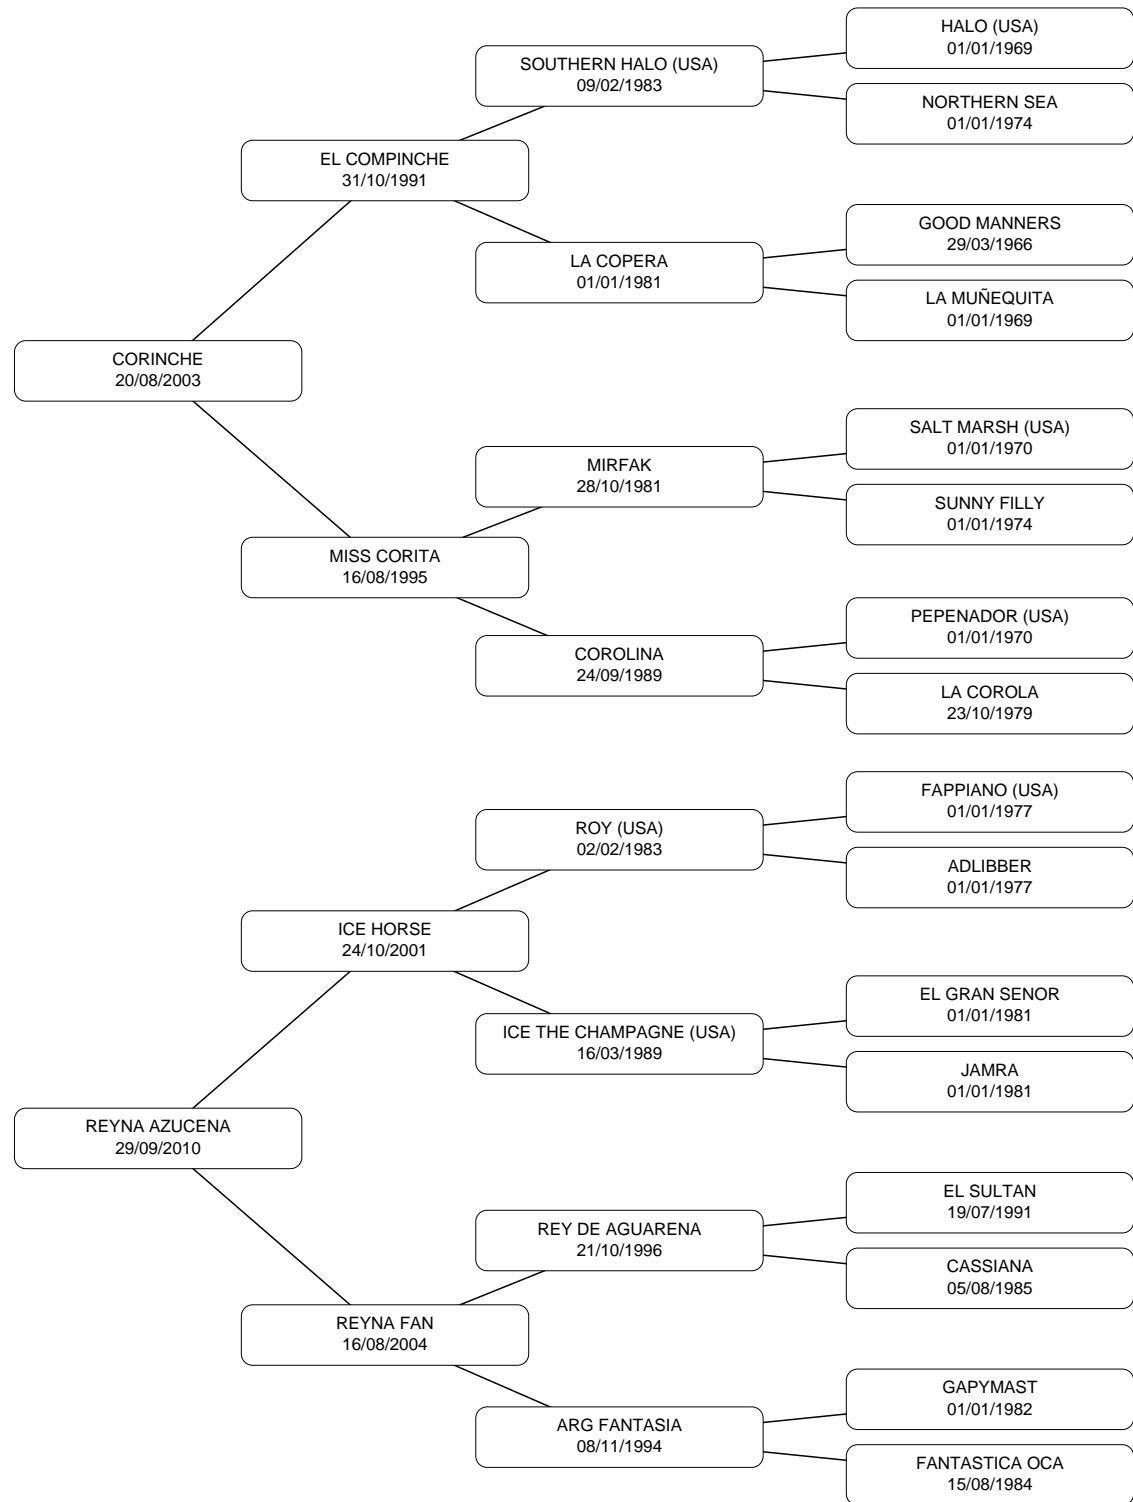 HALO (USA)
01/01/1969
SOUTHERN HALO (USA)
09/02/1983
NORTHERN SEA
01/01/1974
EL COMPINCHE
31/10/1991
GOOD MANNERS
29/03/1966
LA COPERA
01/01/1981
LA MUÑEQUITA
01/01/1969
CORINCHE
20/08/2003
SALT MARSH (USA)
01/01/1970
MIRFAK
28/10/1981
SUNNY FILLY
01/01/1974
MISS CORITA
16/08/1995
PEPENADOR (USA)
01/01/1970
COROLINA
24/09/1989
LA COROLA
23/10/1979
FAPPIANO (USA)
01/01/1977
ROY (USA)
02/02/1983
ADLIBBER
01/01/1977
ICE HORSE
24/10/2001
EL GRAN SENOR
01/01/1981
ICE THE CHAMPAGNE (USA)
16/03/1989
JAMRA
01/01/1981
REYNA AZUCENA
29/09/2010
EL SULTAN
19/07/1991
REY DE AGUARENA
21/10/1996
CASSIANA
05/08/1985
REYNA FAN
16/08/2004
GAPYMAST
01/01/1982
ARG FANTASIA
08/11/1994
FANTASTICA OCA
15/08/1984